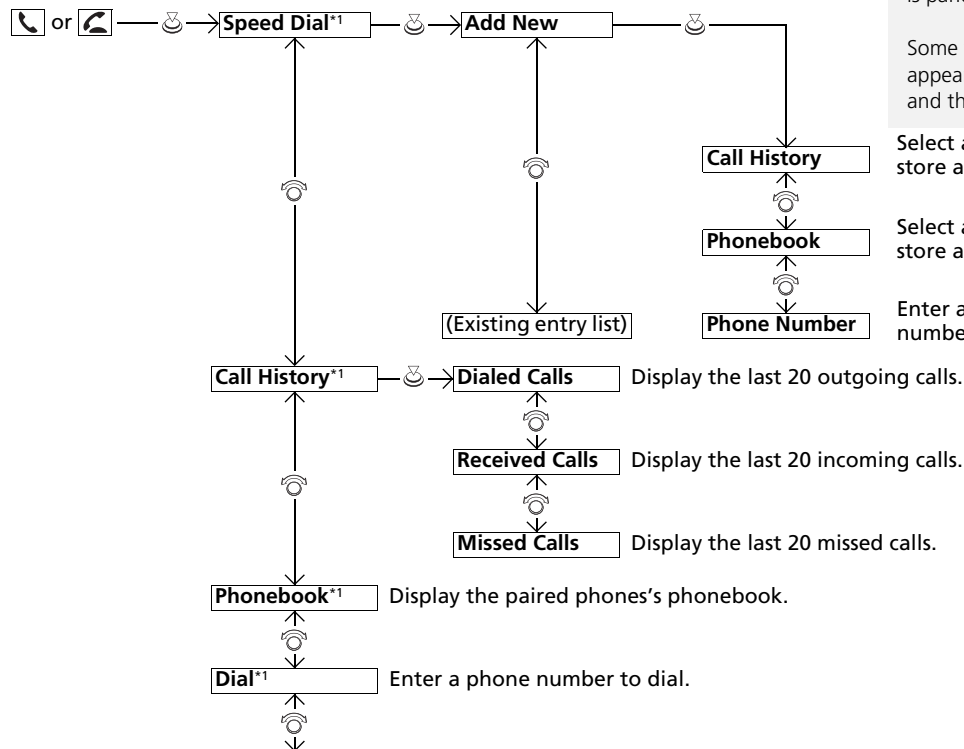 or Speed Dial*1 Add New
Some
appea
and th
Call History
Select a
store a
Phonebook
Select a
store a
(Existing entry list)
Phone Number
Enter a
numbe
Call History*1
Dialed Calls Display the last 20 outgoing calls.
Received Calls Display the last 20 incoming calls.
Missed Calls Display the last 20 missed calls.
Phonebook*1 Display the paired phones's phonebook.
Dial*1 Enter a phone number to dial.